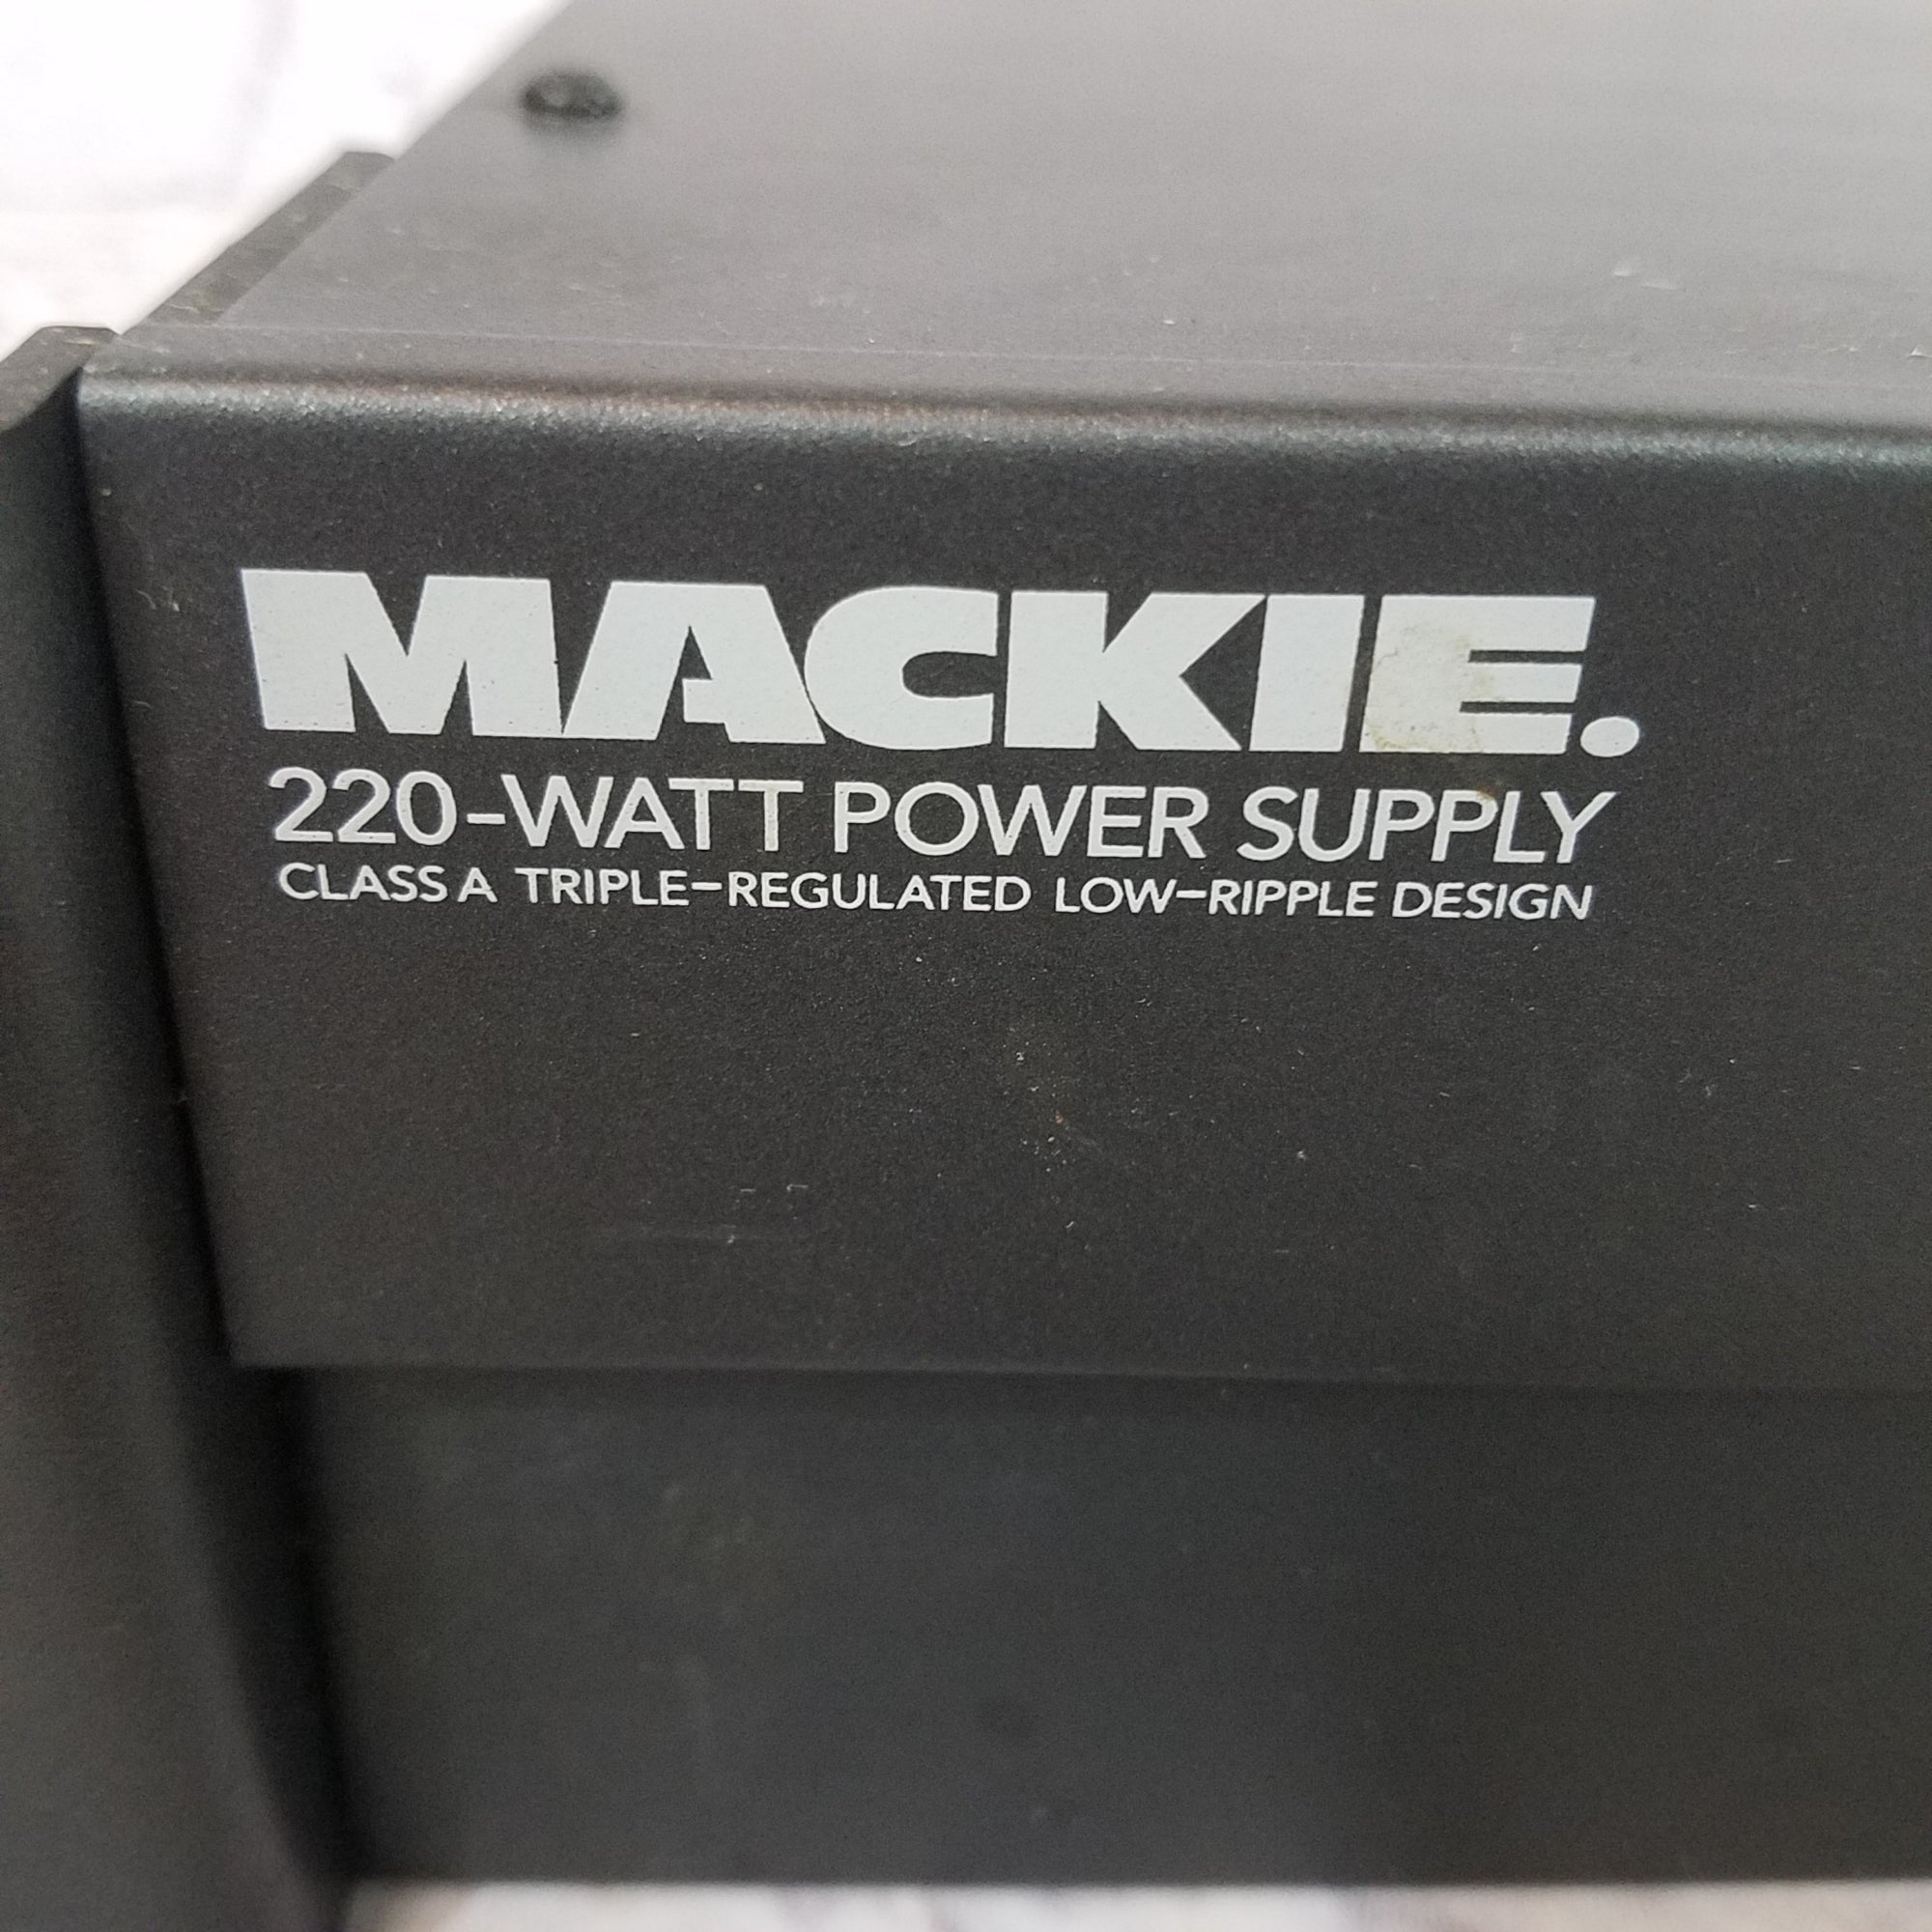 MACKIE.
220-WATT POWER SUPPLY
CLASS A TRIPLE-REGULATED LOW-RIPPLE DESIGN